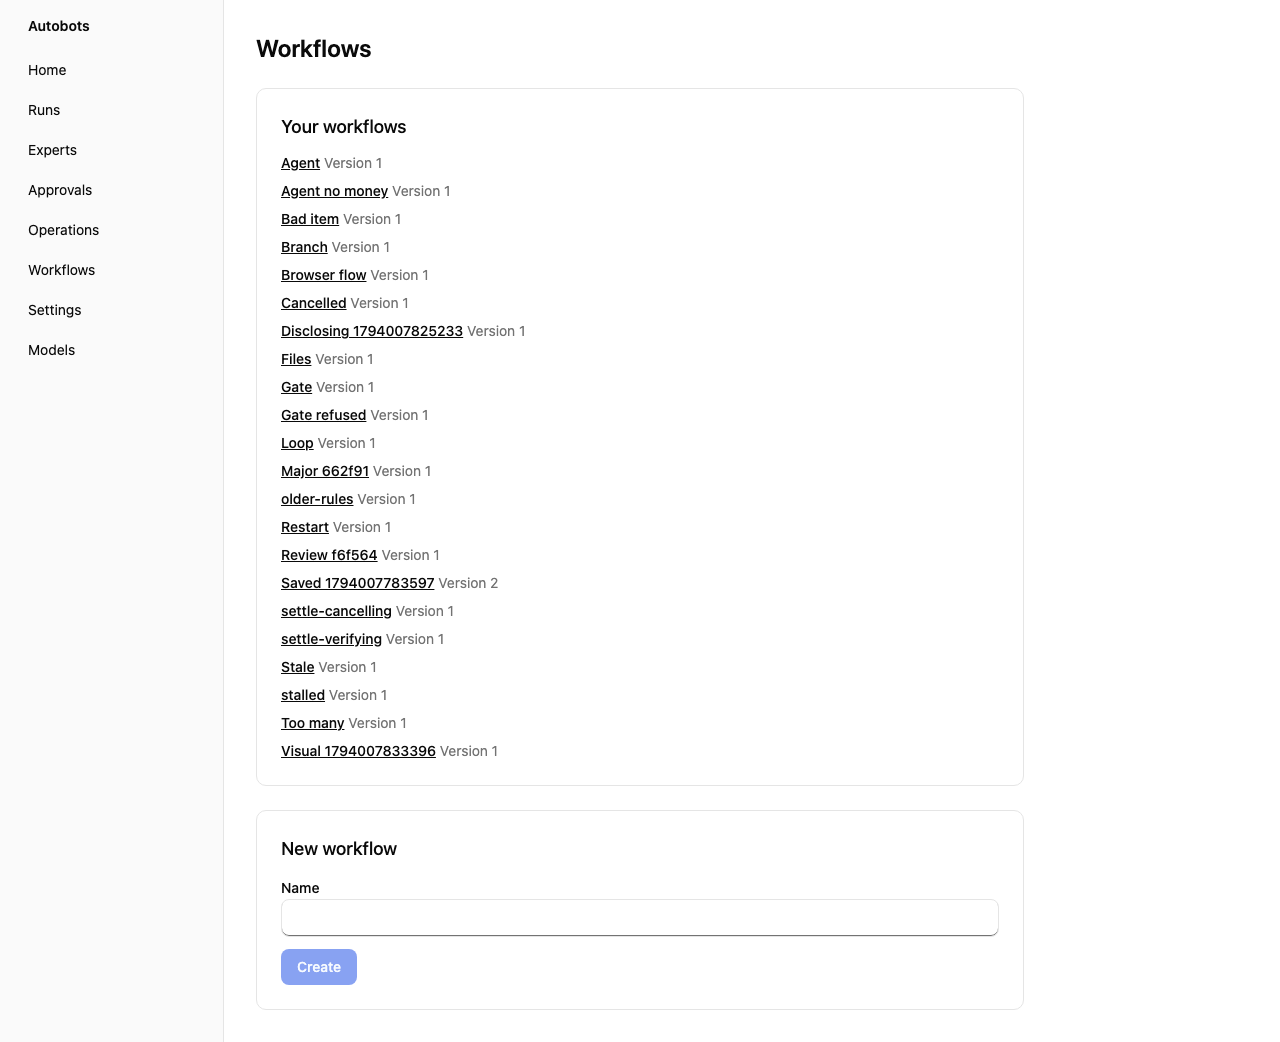 Autobots
Home
Runs
Experts
Approvals
Operations
Workflows
Settings
Models
Workflows
Your workflows
Agent Version 1
Agent no money Version 1
Bad item Version 1
Branch Version 1
Browser flow Version 1
Cancelled Version 1
Disclosing 1794007825233 Version 1
Files Version 1
Gate Version 1
Gate refused Version 1
Loop Version 1
Major 662f91 Version 1
older-rules Version 1
Restart Version 1
Review f6f564 Version 1
Saved 1794007783597 Version 2
settle-cancelling Version 1
settle-verifying Version 1
Stale Version 1
stalled Version 1
Too many Version 1
Visual 1794007833396 Version 1
New workflow
Name
Create